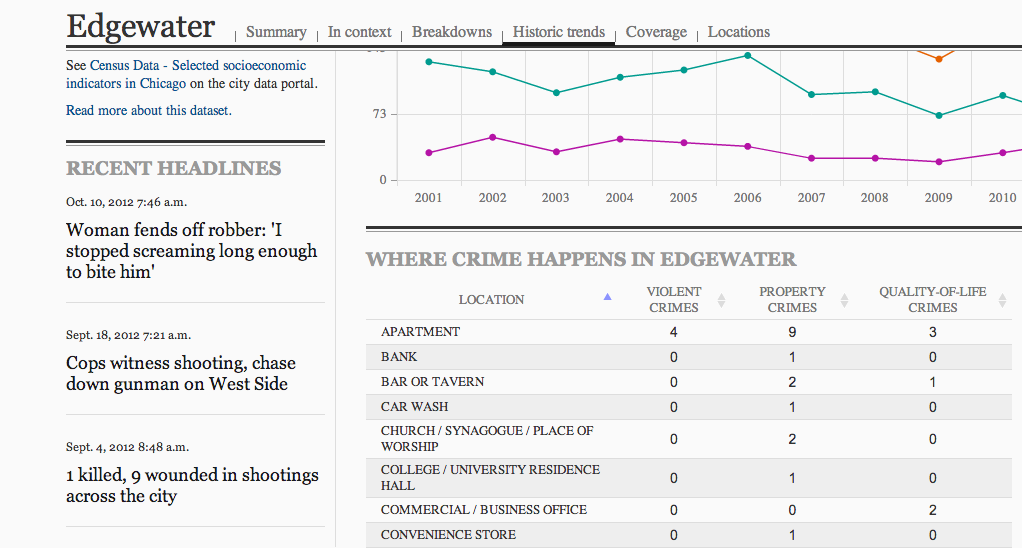 Edgewater
Summary
In context
Breakdowns
Historic trends
Coverage
Locations
See Census Data - Selected socioeconomic
indicators in Chicago on the city data portal.
Read more about this dataset.
RECENT HEADLINES
Oct. 10, 2012 7:46 a.m.
Woman fends off robber: 'I
stopped screaming long enough
to bite him'
Sept. 18, 2012 7:21 a.m.
Cops witness shooting, chase
down gunman on West Side
Sept. 4, 2012 8:48 a.m.
1 killed, 9 wounded in shootings
across the city
73
0
2001 2002 2003 2004 2005 2006 2007 2008 2009 2010
WHERE CRIME HAPPENS IN EDGEWATER
LOCATION VIOLENT CRIMES PROPERTY CRIMES QUALITY-OF-LIFE CRIMES
APARTMENT 4 9 3
BANK 0 1 0
BAR OR TAVERN 0 2 1
CAR WASH 0 1 0
CHURCH / SYNAGOGUE / PLACE OF
WORSHIP 0 2 0
COLLEGE / UNIVERSITY RESIDENCE
HALL 0 1 0
COMMERCIAL / BUSINESS OFFICE 0 0 2
CONVENIENCE STORE 0 1 0